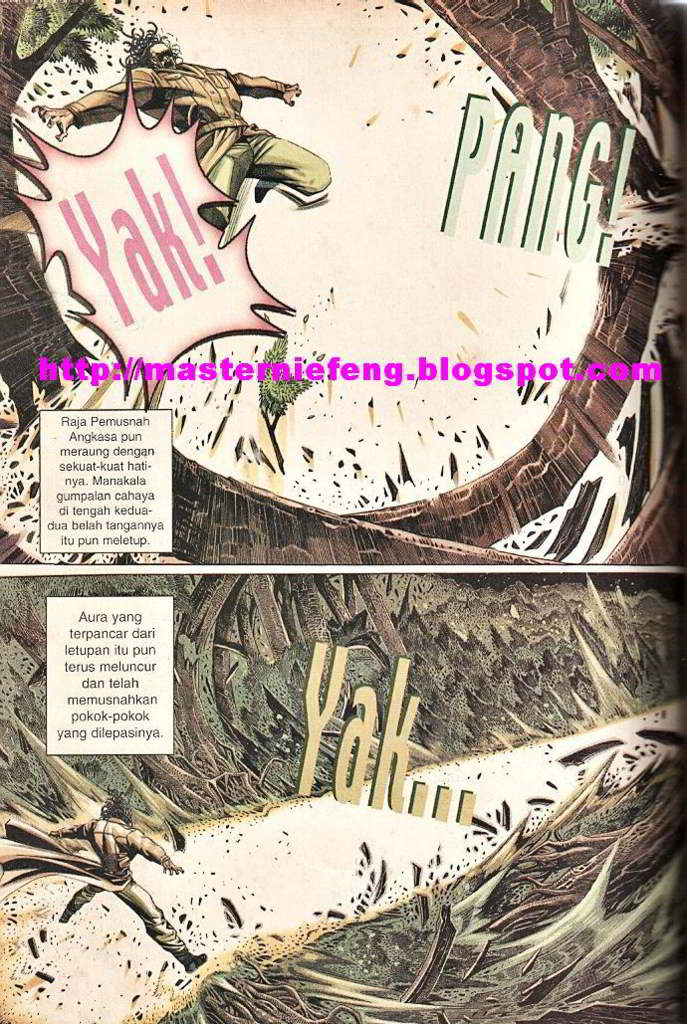 PANG!
Yak!
http://masterniefeng.blogspot.com
Raja Pemusnah
Angkasa pun
meraung dengan
sekuat-kuat hati-
nya. Manakala
gumpalan cahaya
di tengah kedua-
dua belah tangannya
itu pun meletup.
Aura yang
terpancar dari
letupan itu pun
terus meluncur
dan telah
memusnahkan
pokok-pokok
yang dilepasinya.
Yak...